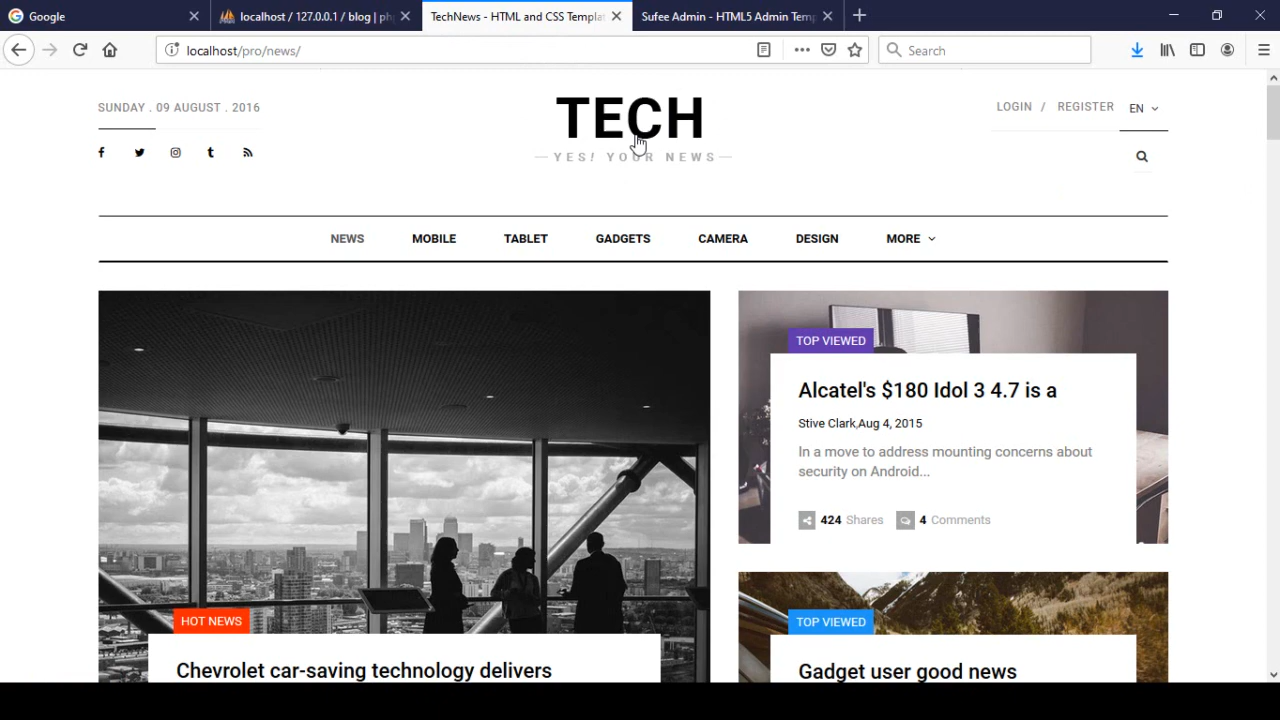 Google
localhost / 127.0.0.1 / blog | ph
TechNews - HTML and CSS Templat
Sufee Admin - HTML5 Admin Temp
localhost/pro/news/
Search
SUNDAY . 09 AUGUST . 2016
TECH
YES! YOUR NEWS
LOGIN / REGISTER
EN
NEWS
MOBILE
TABLET
GADGETS
CAMERA
DESIGN
MORE
TOP VIEWED
Alcatel's $180 Idol 3 4.7 is a
Stive Clark,Aug 4, 2015
In a move to address mounting concerns about
security on Android...
424 Shares
4 Comments
HOT NEWS
Chevrolet car-saving technology delivers
TOP VIEWED
Gadget user good news